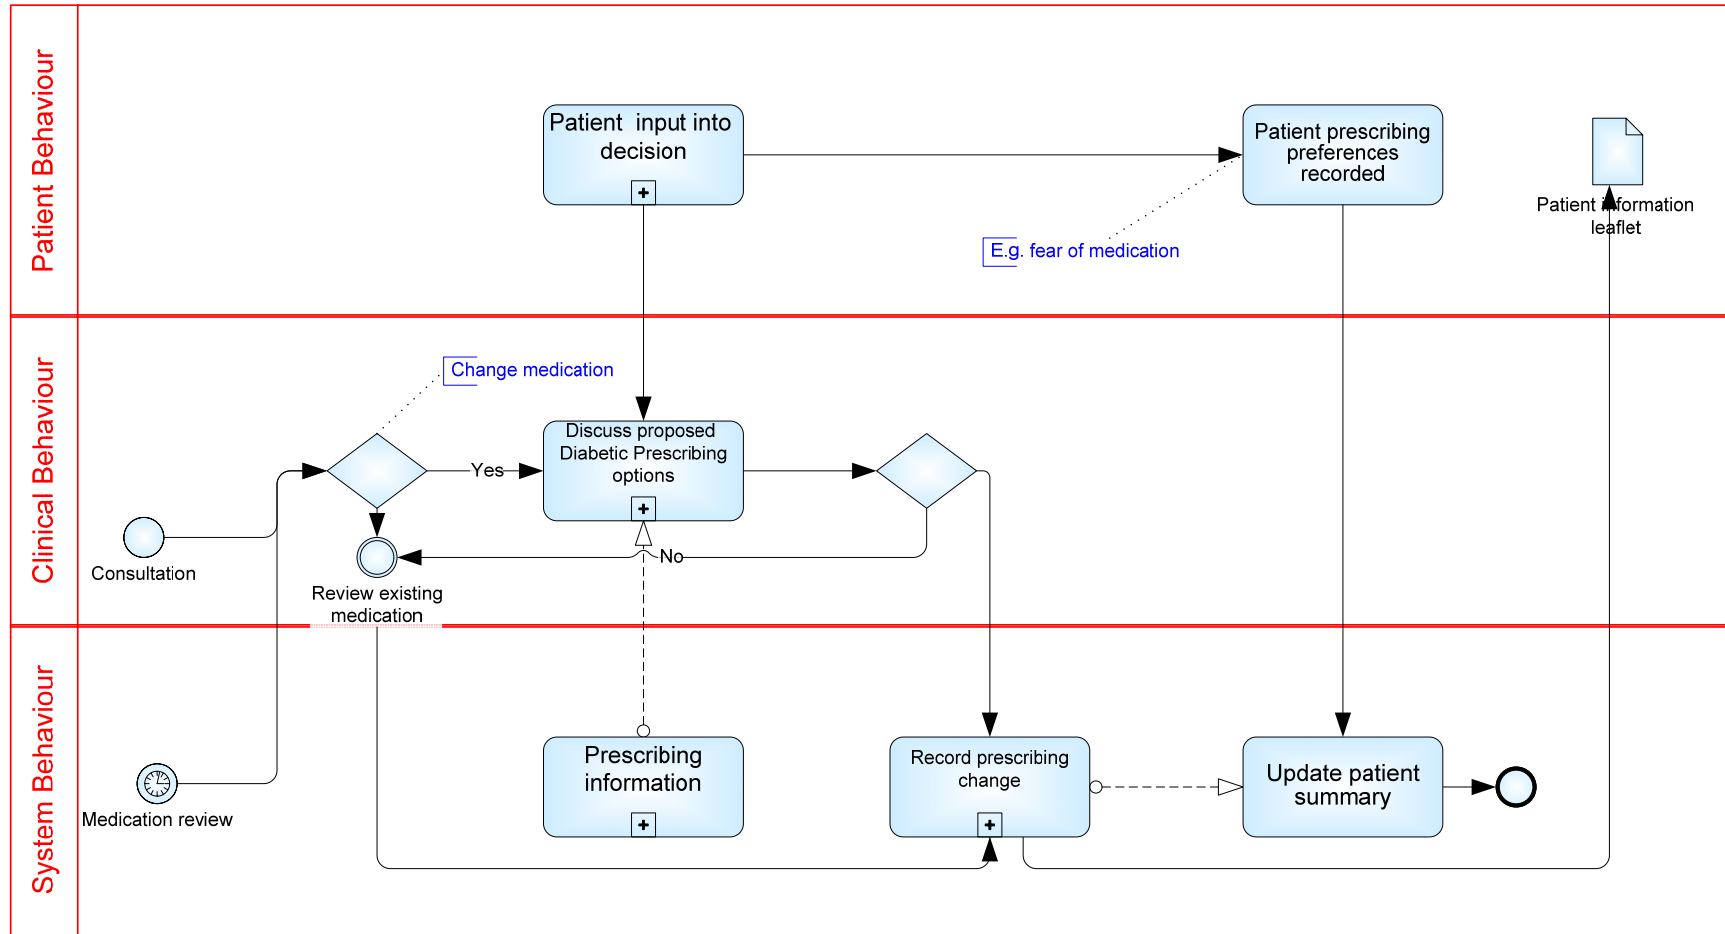 Patient Behaviour
Patient input into
decision
Patient prescribing
preferences
recorded
Patient information
leaflet
E.g. fear of medication
Clinical Behaviour
Change medication
Discuss proposed
Diabetic Prescribing
options
Yes
No
Consultation
Review existing
medication
System Behaviour
Medication review
Prescribing
information
Record prescribing
change
Update patient
summary